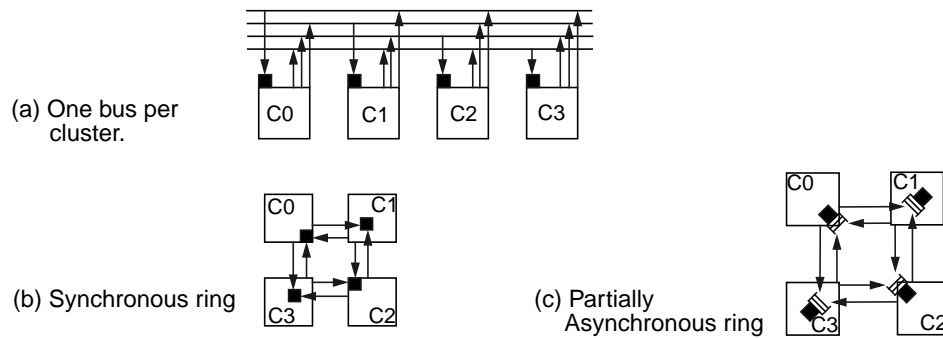 C0 C1 C2 C3
(a) One bus per
cluster.
C0 C1
C3 C2
(b) Synchronous ring
C0 C1
C3 C2
(c) Partially
Asynchronous ring